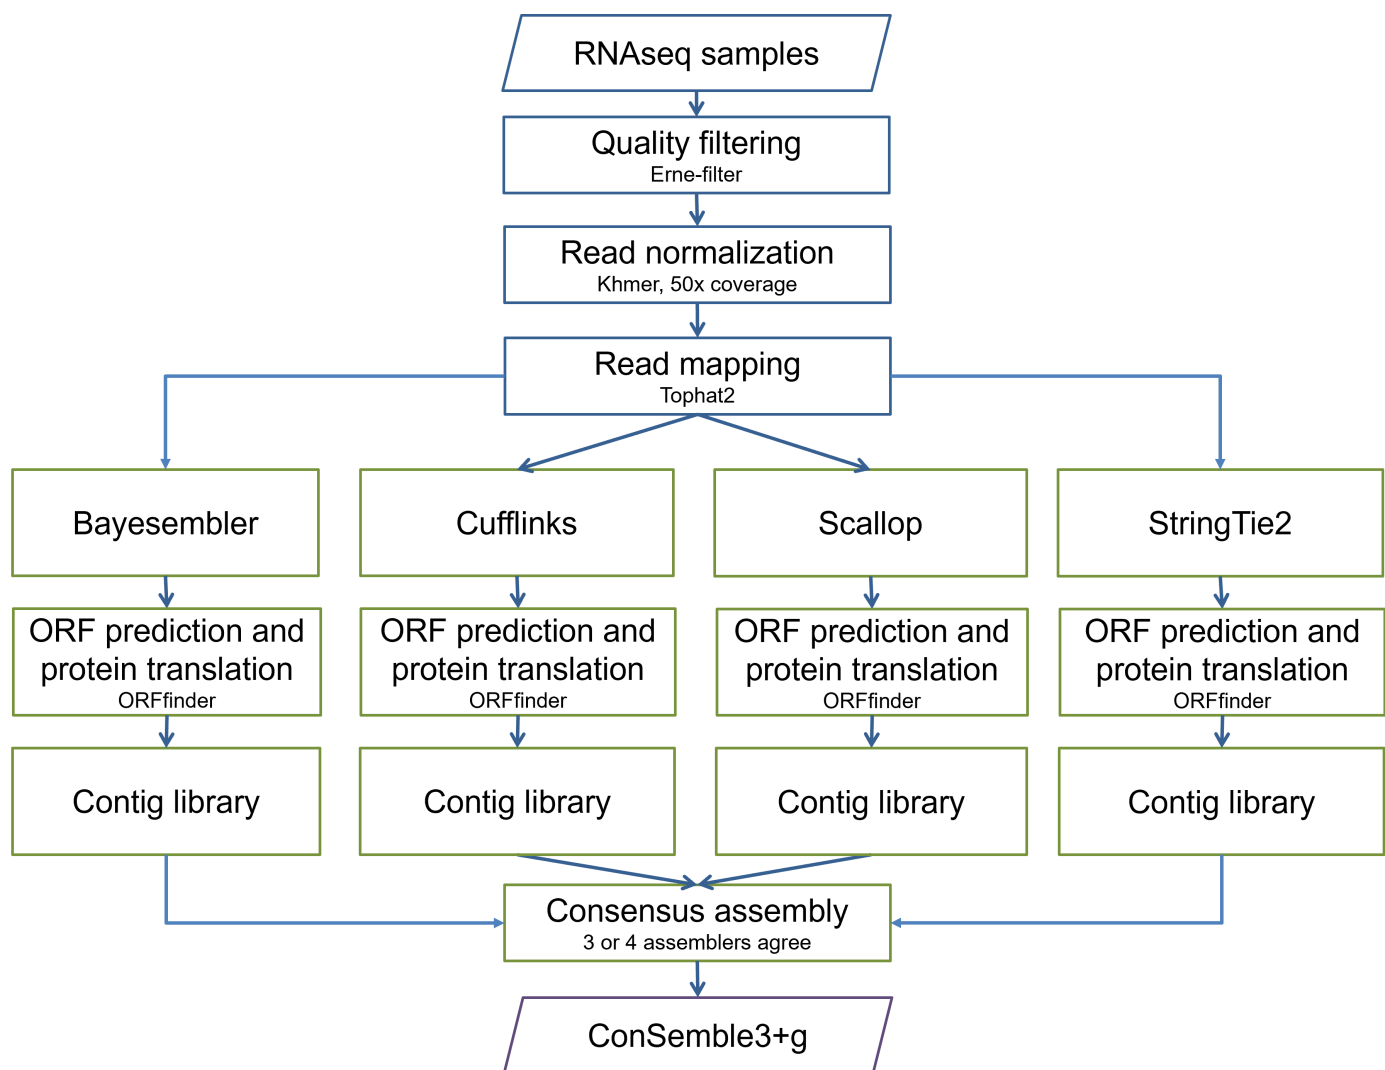 RNAseq samples
Quality filtering
Erne-filter
Read normalization
Khmer, 50x coverage
Read mapping
Tophat2
Bayesembler
Cufflinks
Scallop
StringTie2
ORF prediction and
protein translation
ORFfinder
ORF prediction and
protein translation
ORFfinder
ORF prediction and
protein translation
ORFfinder
ORF prediction and
protein translation
ORFfinder
Contig library
Contig library
Contig library
Contig library
Consensus assembly
3 or 4 assemblers agree
ConSemble3+g